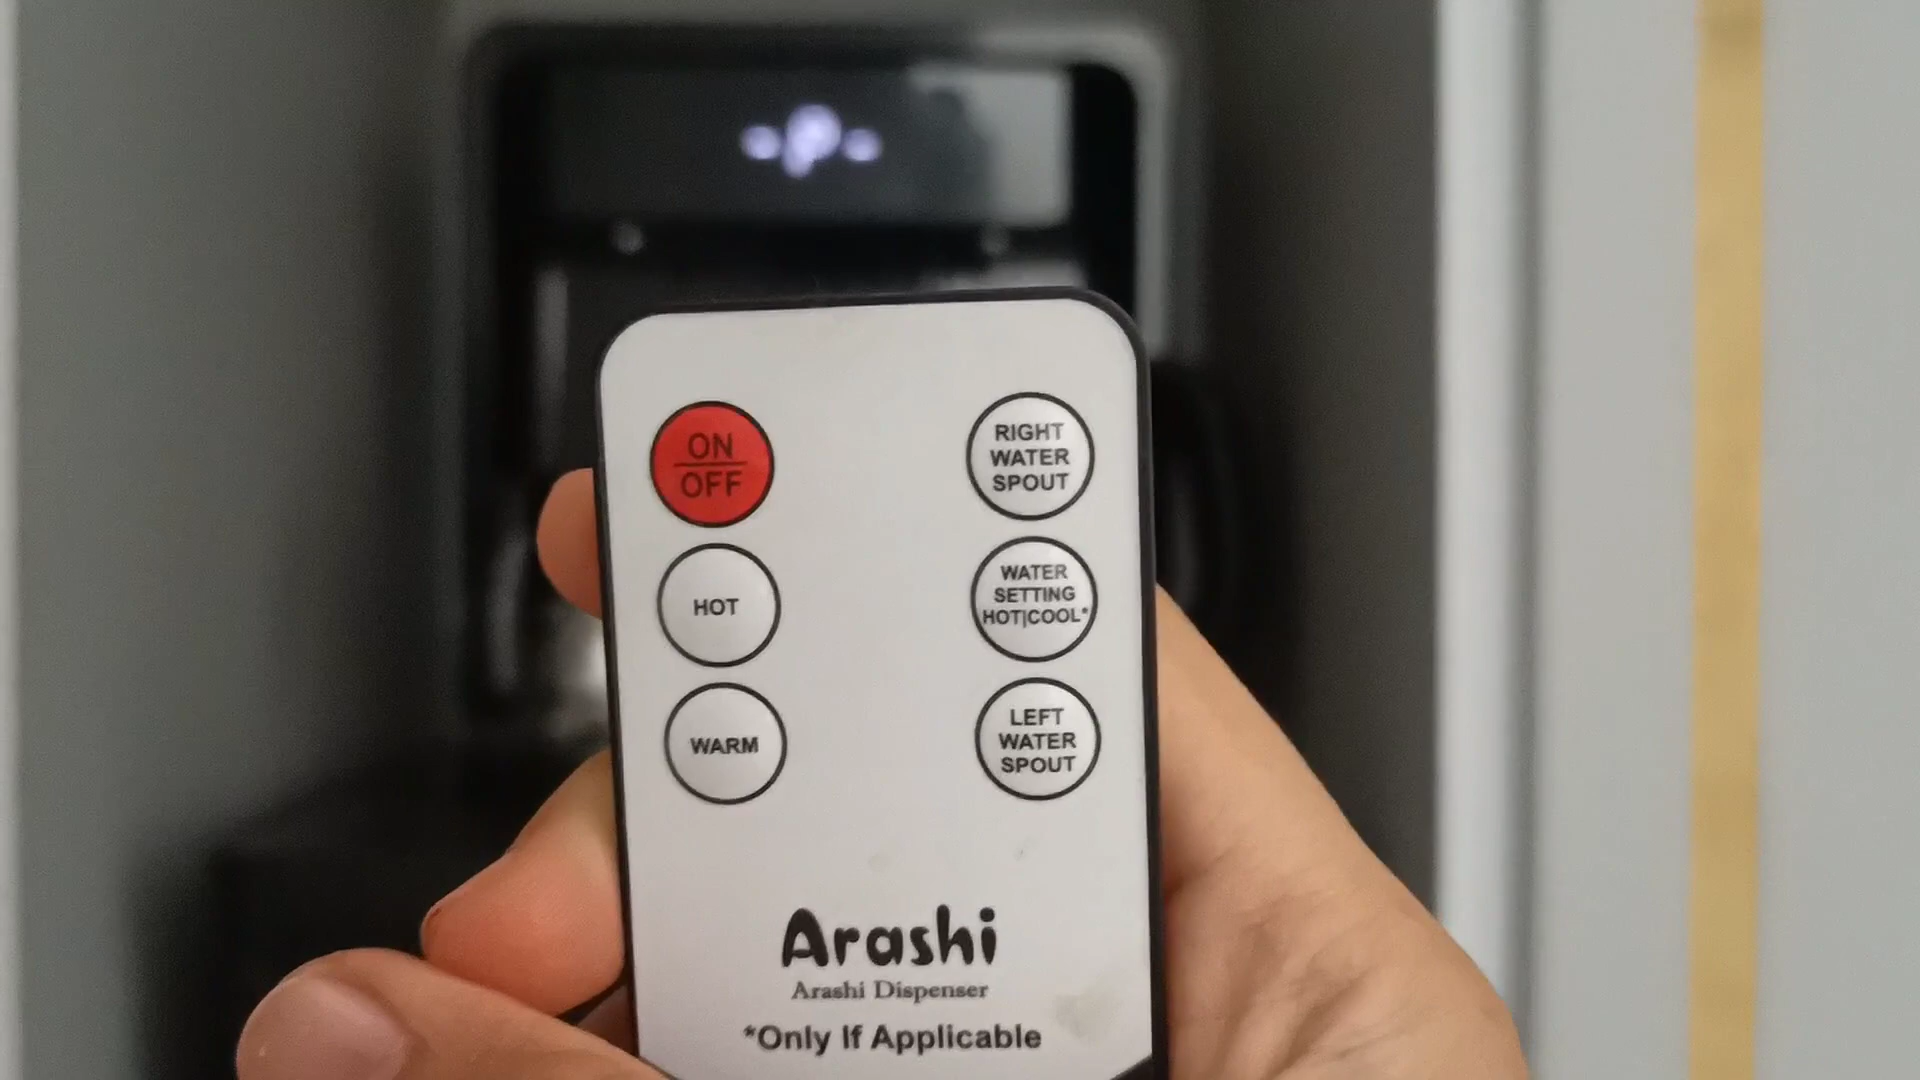 ON
OFF
HOT
WARM
RIGHT
WATER
SPOUT
WATER
SETTING
HOT|COOL*
LEFT
WATER
SPOUT
Arashi
Arashi Dispenser
*Only If Applicable